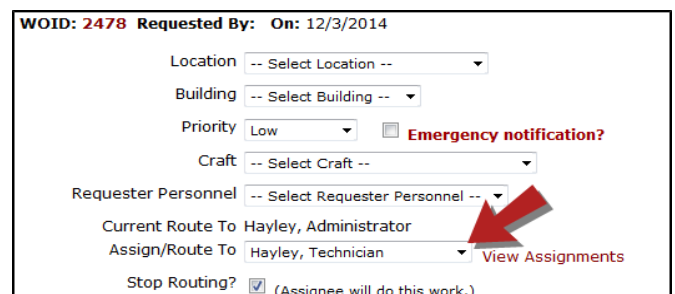 WOID: 2478 Requested By: On: 12/3/2014
Location -- Select Location --
Building -- Select Building --
Priority Low Emergency notification?
Craft -- Select Craft --
Requester Personnel -- Select Requester Personnel --
Current Route To Hayley, Administrator
Assign/Route To Hayley, Technician View Assignments
Stop Routing? (Assignee will do this work.)